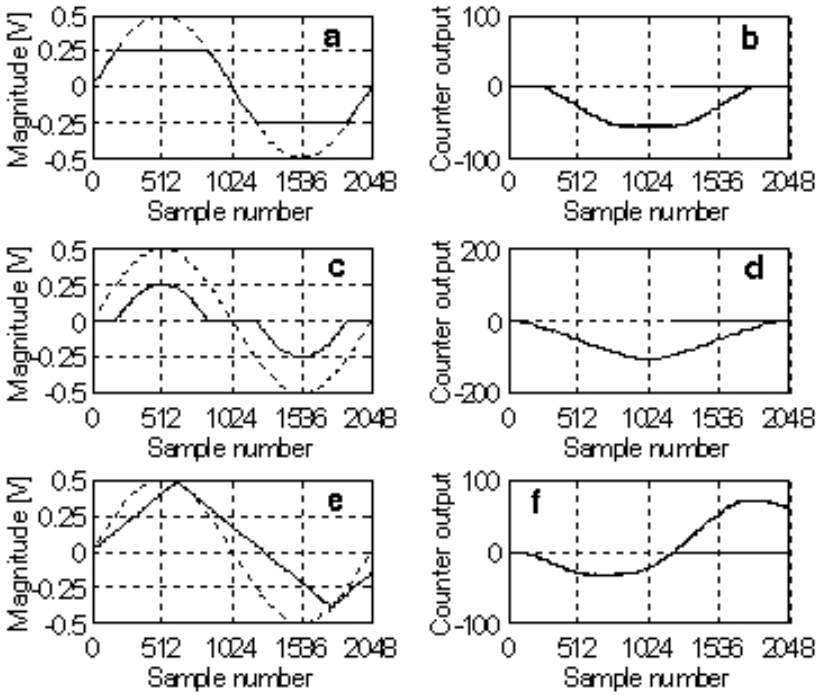 Magnitude [V]
0.5
0.25
0
-0.25
-0.5
a
0 512 1024 1536 2048
Sample number
Counter output
100
0
-100
b
0 512 1024 1536 2048
Sample number
Magnitude [V]
0.5
0.25
0
-0.25
-0.5
c
0 512 1024 1536 2048
Sample number
Counter output
200
0
-200
d
0 512 1024 1536 2048
Sample number
Magnitude [V]
0.5
0.25
0
-0.25
-0.5
e
0 512 1024 1536 2048
Sample number
Counter output
100
0
-100
f
0 512 1024 1536 2048
Sample number